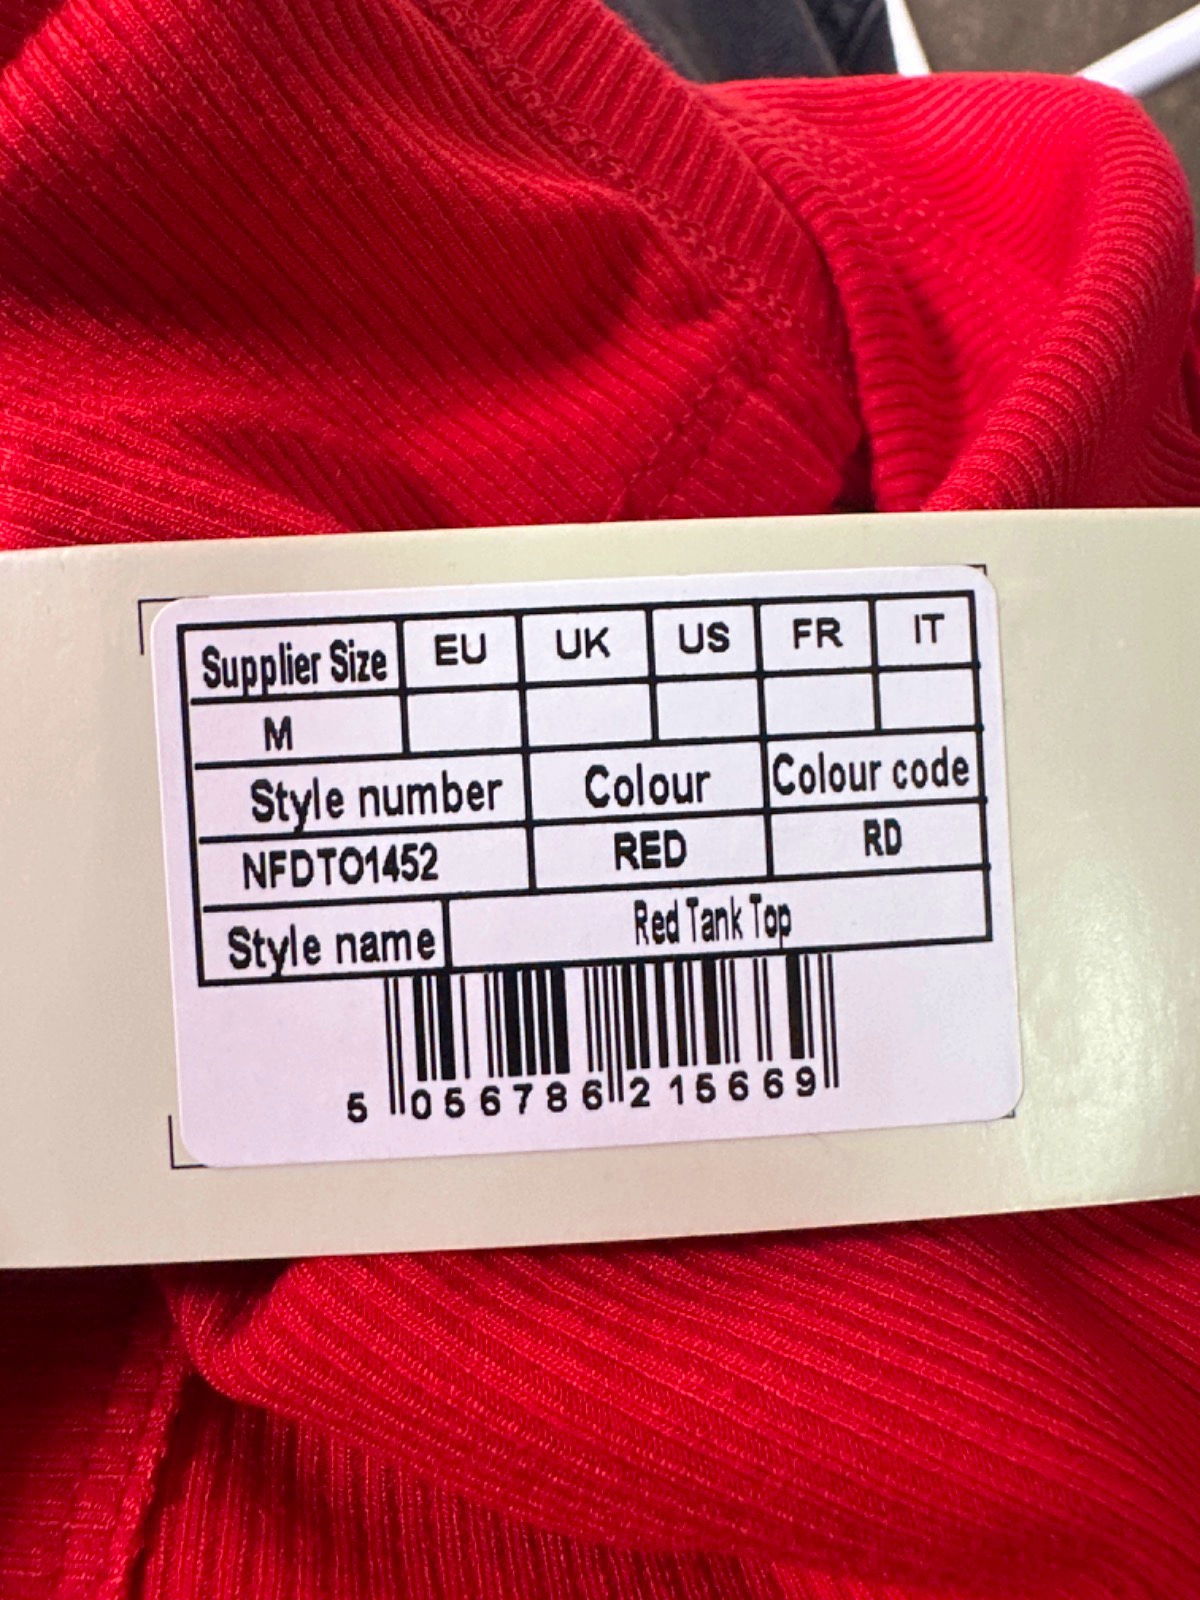 Supplier Size EU UK US FR IT
M
Style number Colour Colour code
NFDTO1452 RED RD
Style name Red Tank Top
5 056786 215669